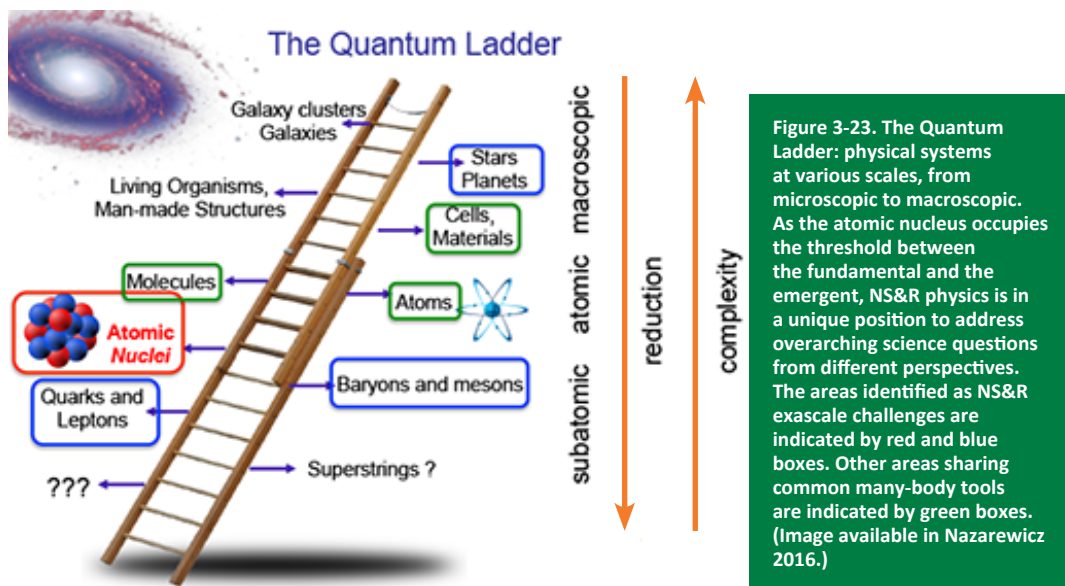 The Quantum Ladder
Galaxy clusters
Galaxies
Stars
Planets
Living Organisms,
Man-made Structures
Cells,
Materials
Molecules
Atoms
Atomic
Nuclei
Baryons and mesons
Quarks and
Leptons
Superstrings ?
???
macroscopic
atomic
subatomic
reduction
complexity
Figure 3-23. The Quantum
Ladder: physical systems
at various scales, from
microscopic to macroscopic.
As the atomic nucleus occupies
the threshold between
the fundamental and the
emergent, NS&R physics is in
a unique position to address
overarching science questions
from different perspectives.
The areas identified as NS&R
exascale challenges are
indicated by red and blue
boxes. Other areas sharing
common many-body tools
are indicated by green boxes.
(Image available in Nazarewicz
2016.)